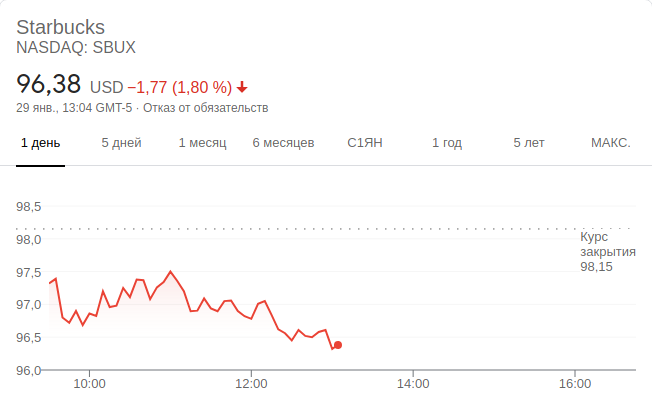 Starbucks
NASDAQ: SBUX
96,38 USD −1,77 (1,80 %)
29 янв., 13:04 GMT-5 · Отказ от обязательств
1 день 5 дней 1 месяц 6 месяцев С1ЯН 1 год 5 лет МАКС.
98,5
98,0
97,5
97,0
96,5
96,0
Курс
закрытия
98,15
10:00 12:00 14:00 16:00